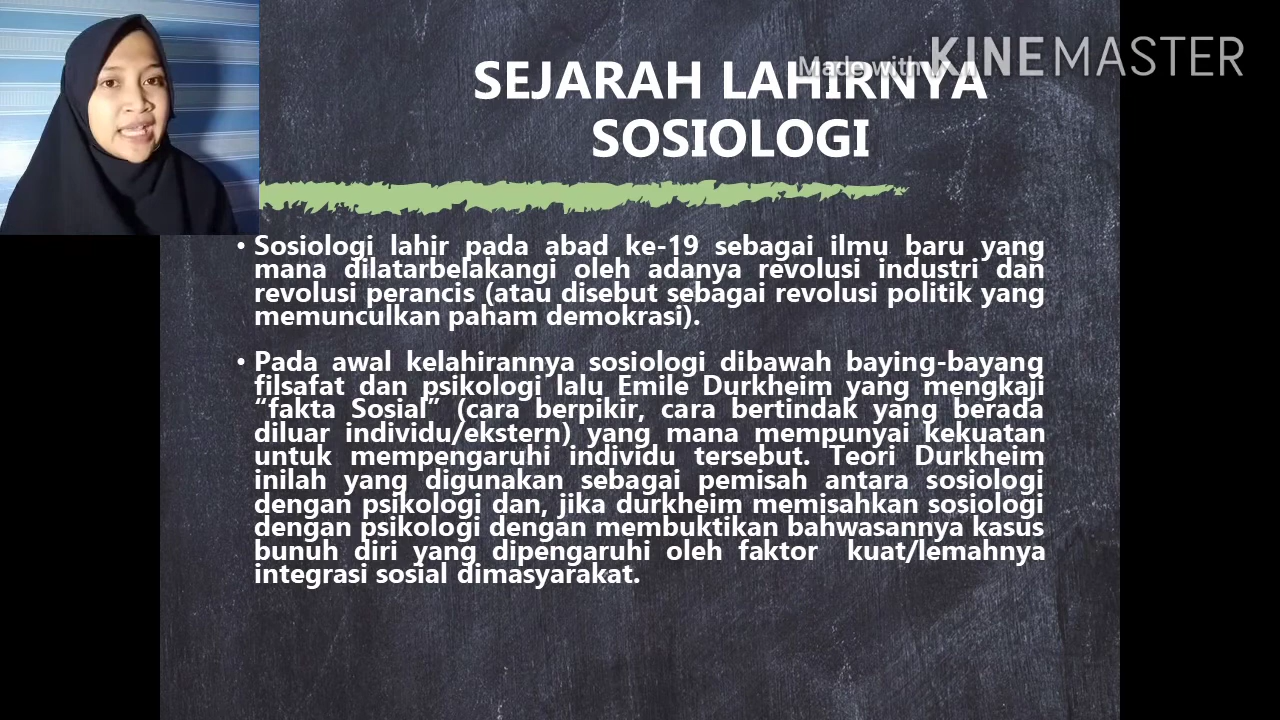 Made with KINEMASTER
SEJARAH LAHIRNYA
SOSIOLOGI
• Sosiologi lahir pada abad ke-19 sebagai ilmu baru yang
mana dilatarbelakangi oleh adanya revolusi industri dan
revolusi perancis (atau disebut sebagai revolusi politik yang
memunculkan paham demokrasi).
• Pada awal kelahirannya sosiologi dibawah baying-bayang
filsafat dan psikologi lalu Emile Durkheim yang mengkaji
“fakta Sosial” (cara berpikir, cara bertindak yang berada
diluar individu/ekstern) yang mana mempunyai kekuatan
untuk mempengaruhi individu tersebut. Teori Durkheim
inilah yang digunakan sebagai pemisah antara sosiologi
dengan psikologi dan, jika durkheim memisahkan sosiologi
dengan psikologi dengan membuktikan bahwasannya kasus
bunuh diri yang dipengaruhi oleh faktor kuat/lemahnya
integrasi sosial dimasyarakat.